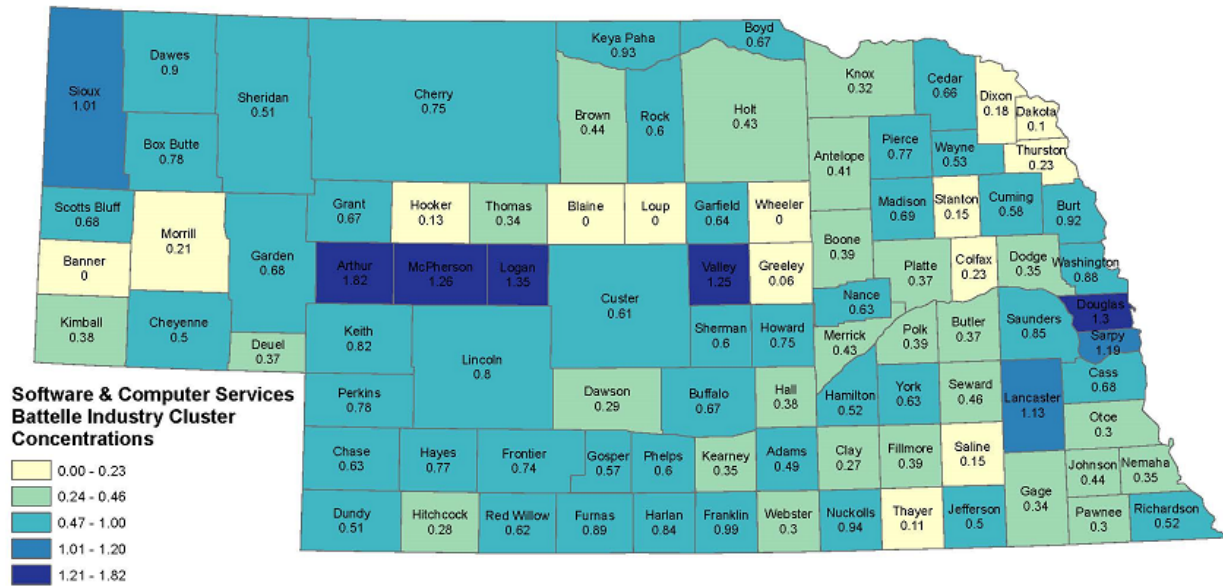 Sioux
1.01
Dawes
0.9
Box Butte
0.78
Sheridan
0.51
Cherry
0.75
Keya Paha
0.93
Boyd
0.67
Brown
0.44
Rock
0.6
Holt
0.43
Knox
0.32
Cedar
0.66
Dixon
0.18
Dakota
0.1
Thurston
0.23
Antelope
0.41
Pierce
0.77
Wayne
0.53
Scotts Bluff
0.68
Morrill
0.21
Banner
0
Garden
0.68
Grant
0.67
Hooker
0.13
Thomas
0.34
Blaine
0
Loup
0
Garfield
0.64
Wheeler
0
Madison
0.69
Stanton
0.15
Cuming
0.58
Burt
0.92
Boone
0.39
Arthur
1.82
McPherson
1.26
Logan
1.35
Custer
0.61
Valley
1.25
Greeley
0.06
Platte
0.37
Colfax
0.23
Dodge
0.35
Washington
0.88
Nance
0.63
Douglas
1.3
Sarpy
1.19
Kimball
0.38
Cheyenne
0.5
Deuel
0.37
Keith
0.82
Lincoln
0.8
Sherman
0.6
Howard
0.75
Merrick
0.43
Polk
0.39
Butler
0.37
Saunders
0.85
Cass
0.68
Perkins
0.78
Dawson
0.29
Buffalo
0.67
Hall
0.38
Hamilton
0.52
York
0.63
Seward
0.46
Lancaster
1.13
Otoe
0.3
Chase
0.63
Hayes
0.77
Frontier
0.74
Gosper
0.57
Phelps
0.6
Kearney
0.35
Adams
0.49
Clay
0.27
Fillmore
0.39
Saline
0.15
Gage
0.34
Johnson
0.44
Nemaha
0.35
Dundy
0.51
Hitchcock
0.28
Red Willow
0.62
Furnas
0.89
Harlan
0.84
Franklin
0.99
Webster
0.3
Nuckolls
0.94
Thayer
0.11
Jefferson
0.5
Pawnee
0.3
Richardson
0.52
Software & Computer Services
Battelle Industry Cluster
Concentrations
0.00 - 0.23
0.24 - 0.46
0.47 - 1.00
1.01 - 1.20
1.21 - 1.82